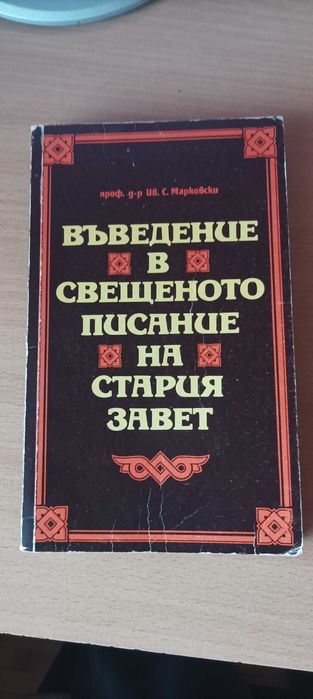 проф. д-р Ив. С. Марковски
ВЪВЕДЕНИЕ
В
СВЕЩЕНОТО
ПИСАНИЕ
НА
СТАРИЯ
ЗАВЕТ